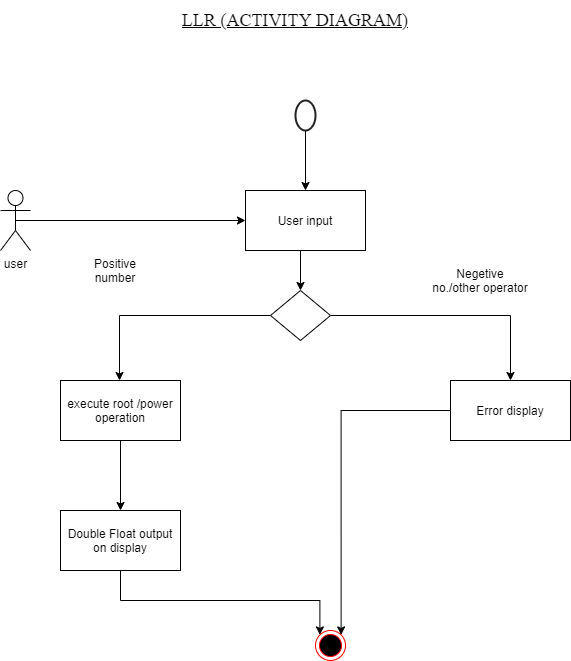 LLR (ACTIVITY DIAGRAM)
User input
user
Positive
number
Negetive
no./other operator
execute root /power
operation
Error display
Double Float output
on display